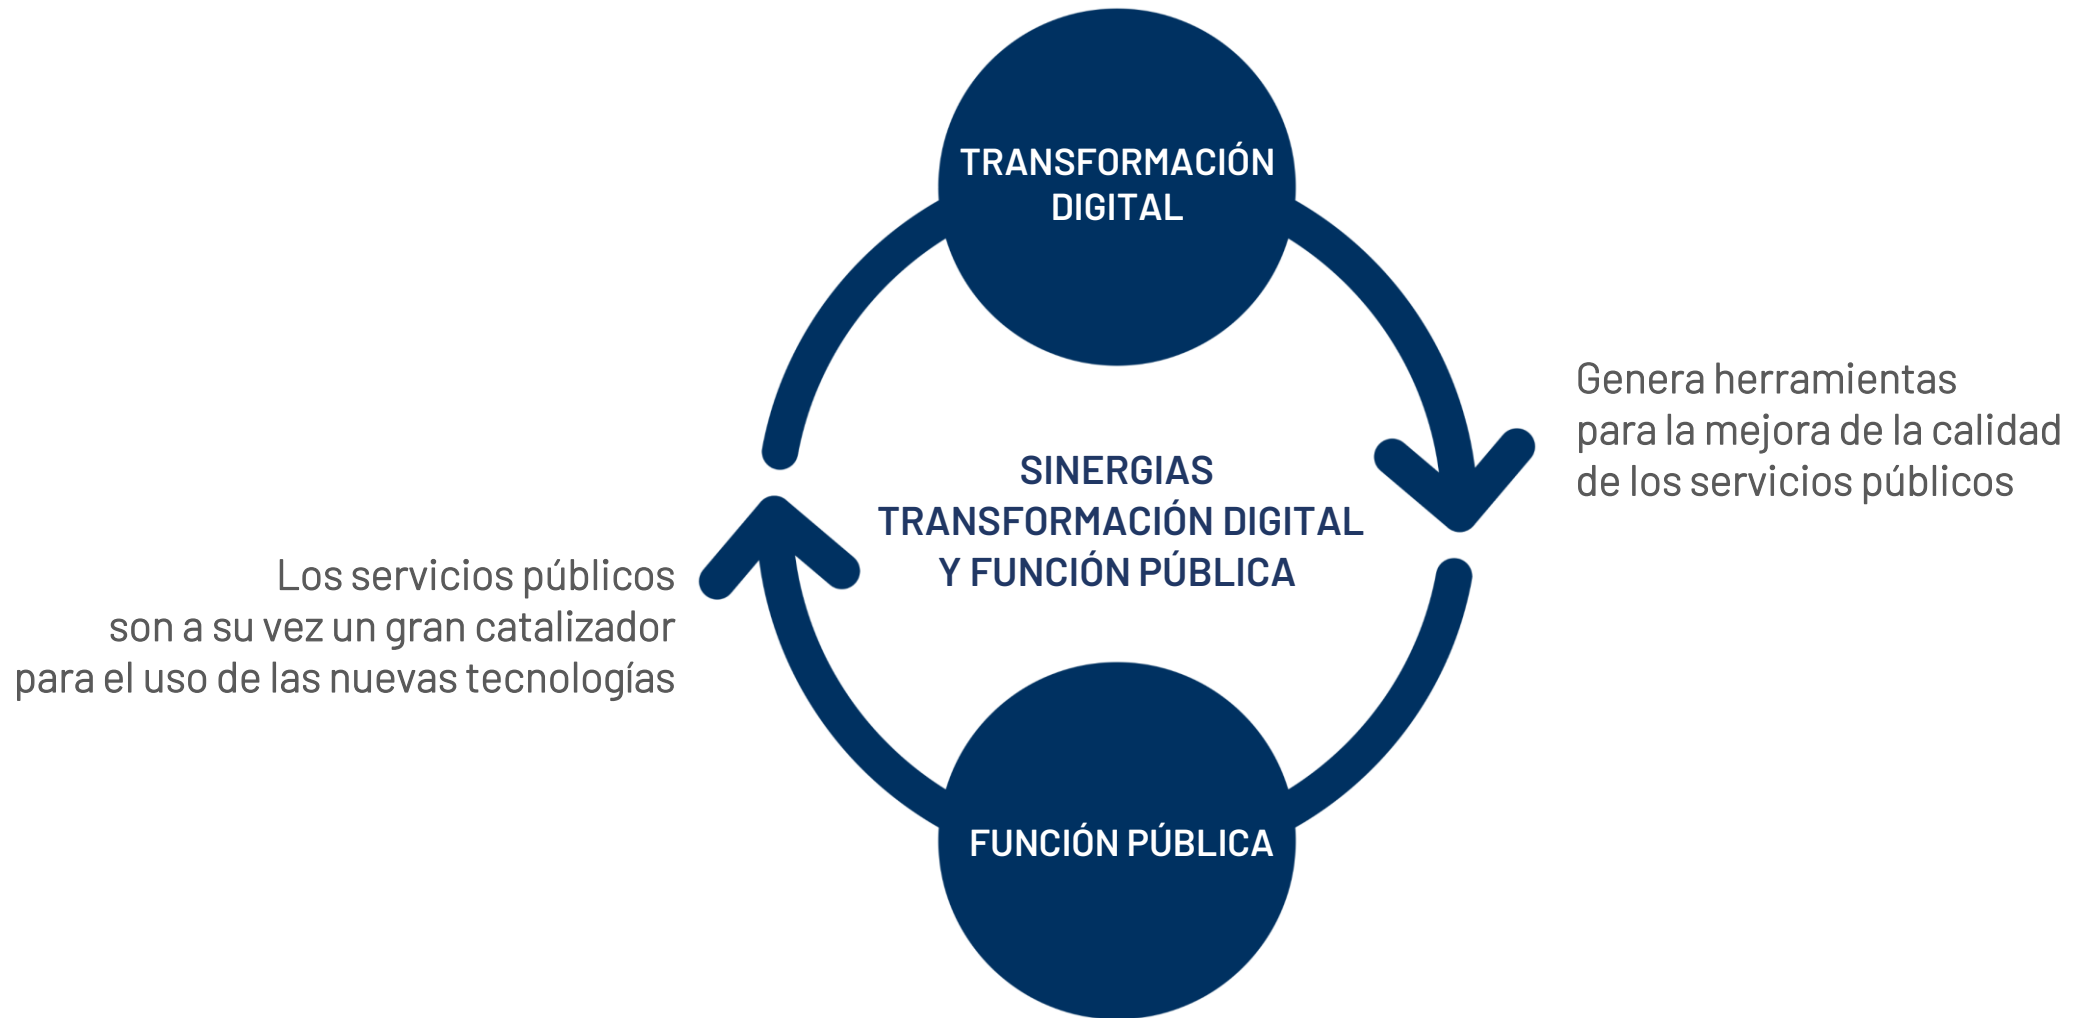 TRANSFORMACIÓN
DIGITAL
Genera herramientas
para la mejora de la calidad
de los servicios públicos
SINERGIAS
TRANSFORMACIÓN DIGITAL
Y FUNCIÓN PÚBLICA
Los servicios públicos
son a su vez un gran catalizador
para el uso de las nuevas tecnologías
FUNCIÓN PÚBLICA